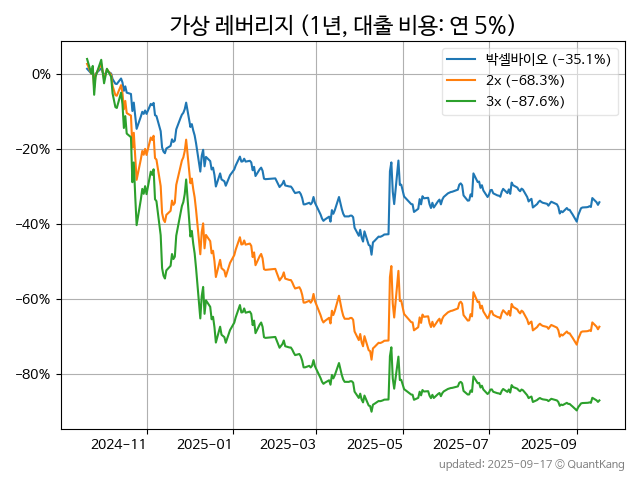 가상 레버리지 (1년, 대출 비용: 연 5%)
박셀바이오 (−35.1%)
2x (−68.3%)
3x (−87.6%)
0%
−20%
−40%
−60%
−80%
2024-11 2025-01 2025-03 2025-05 2025-07 2025-09
updated: 2025-09-17 © QuantKang